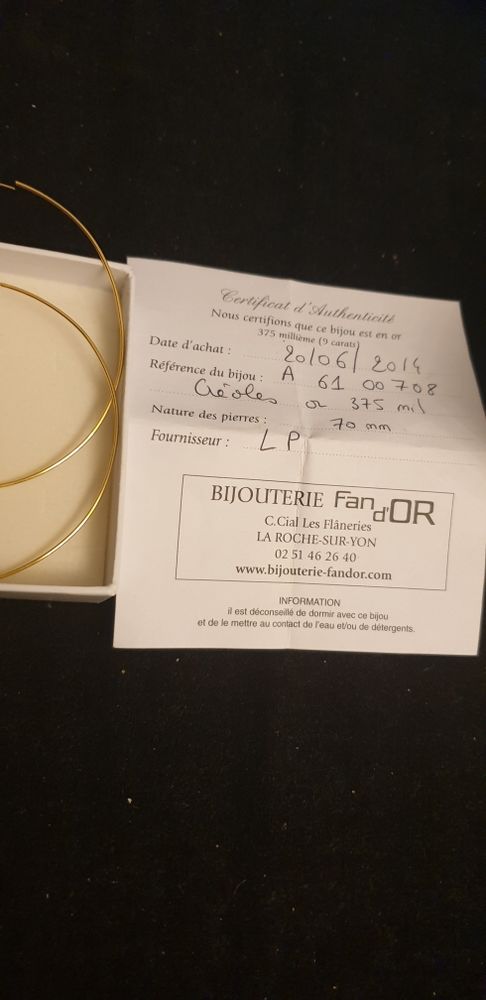 Certificat d'Authenticité
Nous certifions que ce bijou est en or
375 millième (9 carats)
Date d'achat : 20/06/2014
Référence du bijou : A 61 00708
Créoles or 375 mil
Nature des pierres : 70 mm
Fournisseur : L P
BIJOUTERIE Fand'OR
C.Cial Les Flâneries
LA ROCHE-SUR-YON
02 51 46 26 40
www.bijouterie-fandor.com
INFORMATION
il est déconseillé de dormir avec ce bijou
et de le mettre au contact de l'eau et/ou de détergents.